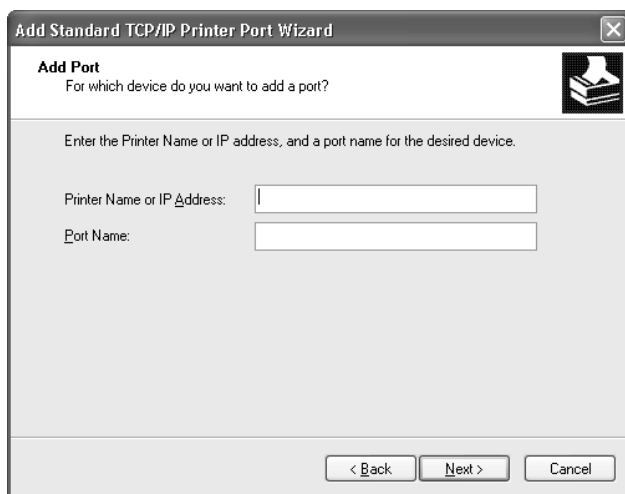 Add Standard TCP/IP Printer Port Wizard
Add Port
For which device do you want to add a port?
Enter the Printer Name or IP address, and a port name for the desired device.
Printer Name or IP Address:
Port Name:
< Back Next > Cancel